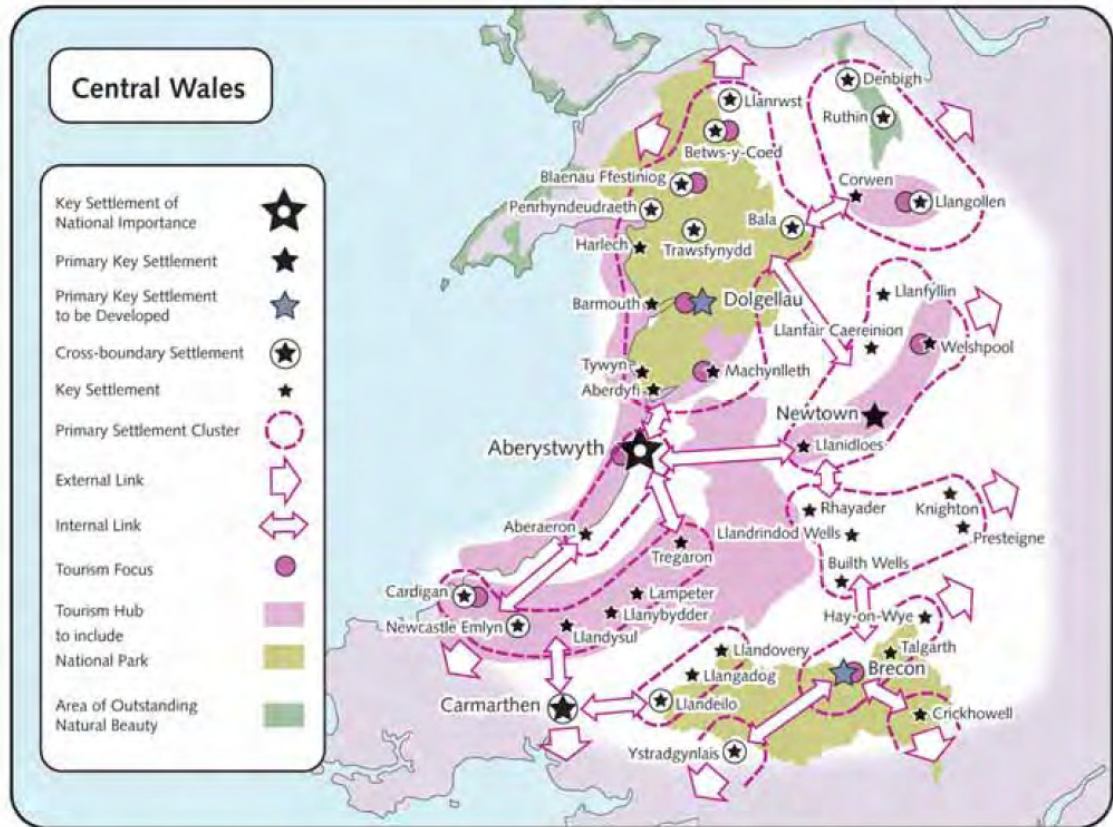 Central Wales
Key Settlement of
National Importance
Primary Key Settlement
Primary Key Settlement
to be Developed
Cross-boundary Settlement
Key Settlement
Primary Settlement Cluster
External Link
Internal Link
Tourism Focus
Tourism Hub
to include
National Park
Area of Outstanding
Natural Beauty
Denbigh
Llanrwst
Ruthin
Betws-y-Coed
Blaenau Ffestiniog
Corwen
Penrhyndeudraeth
Llangollen
Bala
Trawsfynydd
Harlech
Llanfyllin
Barmouth
Dolgellau
Llanfair Caereinion
Welshpool
Tywyn
Machynlleth
Aberdyfi
Newtown
Aberystwyth
Llanidloes
Rhayader
Knighton
Aberaeron
Llandrindod Wells
Presteigne
Tregaron
Builth Wells
Cardigan
Lampeter
Llanybydder
Hay-on-Wye
Newcastle Emlyn
Llandysul
Talgarth
Llandovery
Brecon
Llangadog
Carmarthen
Llandeilo
Crickhowell
Ystradgynlais